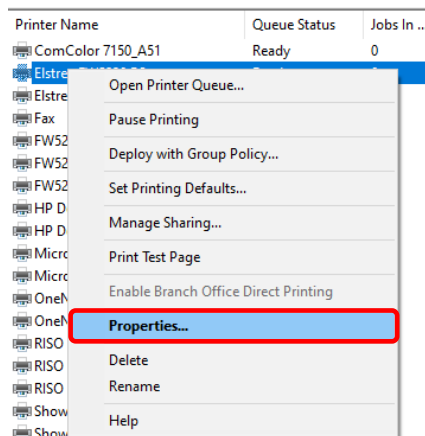 Printer Name Queue Status Jobs In ...
ComColor 7150_A51 Ready 0
Elstre
Open Printer Queue...
Elstre
Fax
Pause Printing
FW52
FW52
Deploy with Group Policy...
FW52
Set Printing Defaults...
HP D
Manage Sharing...
HP D
Micro
Print Test Page
Micro
OneN
Enable Branch Office Direct Printing
OneN
Properties...
RISO
RISO
Delete
RISO
Rename
Show
Help
Show